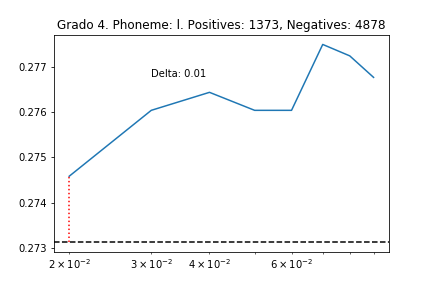 Grado 4. Phoneme: l. Positives: 1373, Negatives: 4878
Delta: 0.01
0.277
0.276
0.275
0.274
0.273
2 × 10⁻² 3 × 10⁻² 4 × 10⁻² 6 × 10⁻²